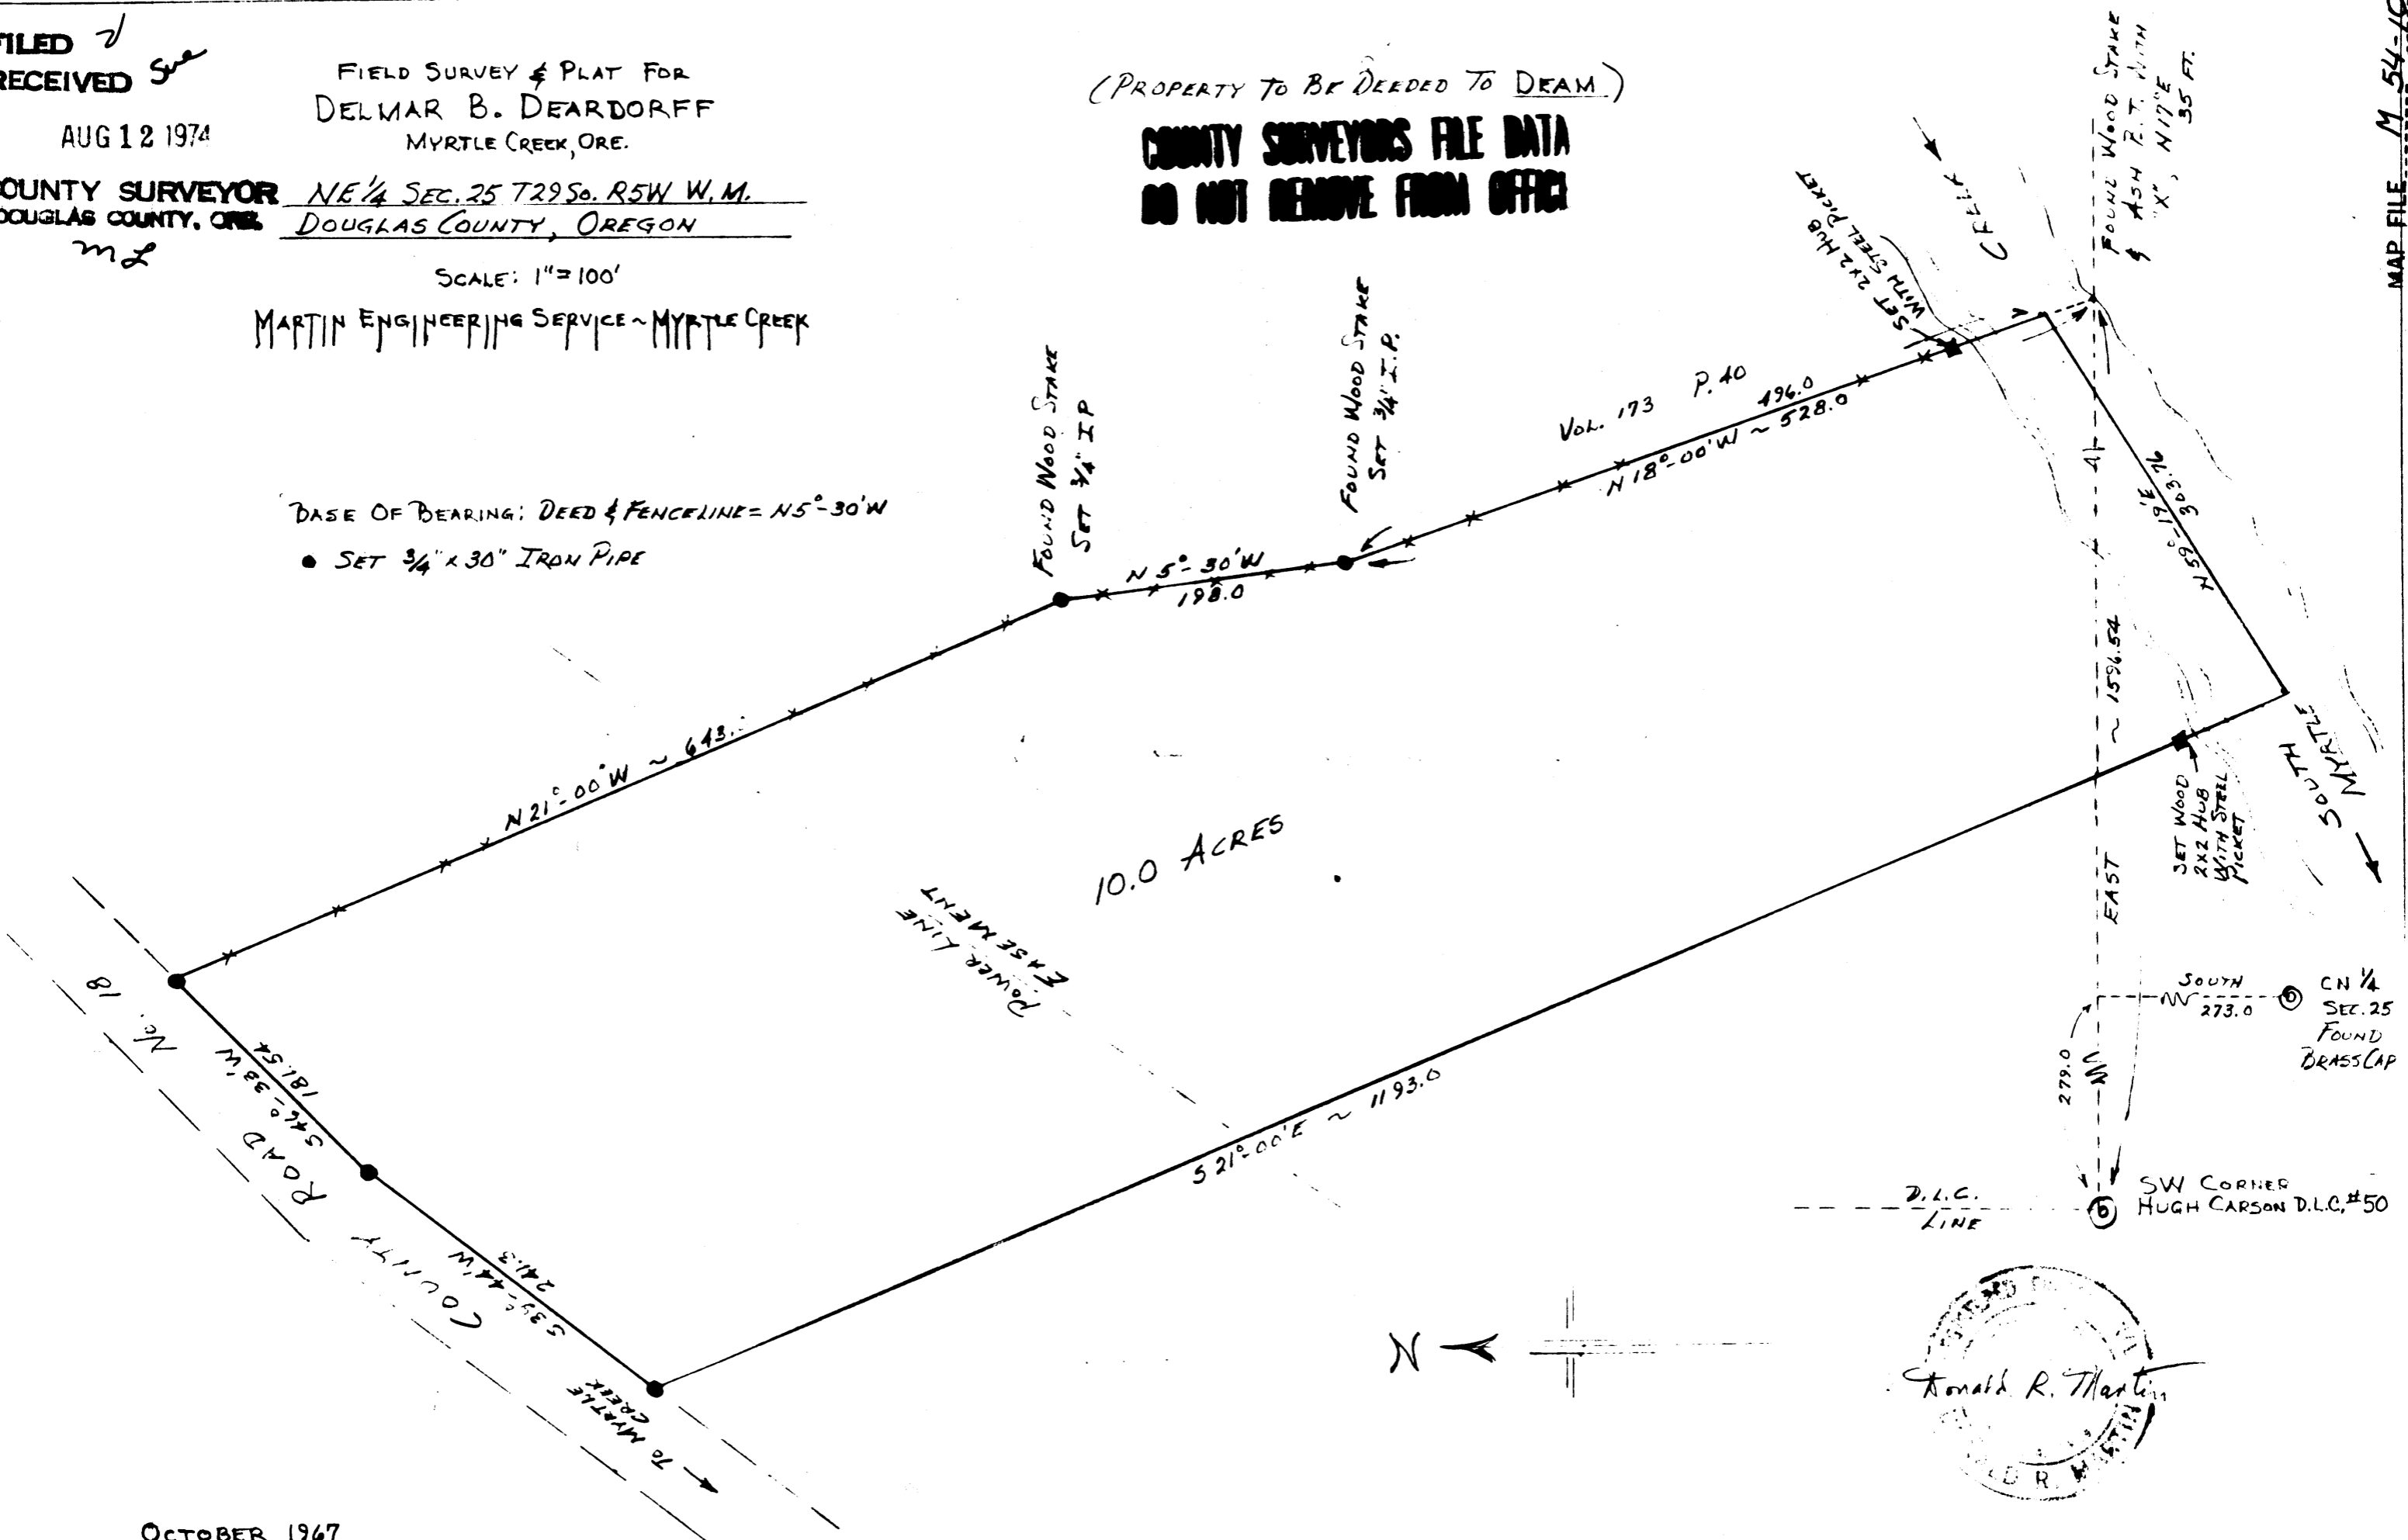 FILED
RECEIVED Sue
AUG 12 1974
COUNTY SURVEYOR
DOUGLAS COUNTY, ORE.
FIELD SURVEY & PLAT FOR
DELMAR B. DEARDORFF
MYRTLE CREEK, ORE.
NE 1/4 SEC. 25 T29 SO. R5W W.M.
DOUGLAS COUNTY, OREGON
SCALE: 1"=100'
MARTIN ENGINEERING SERVICE ~ MYRTLE CREEK
(PROPERTY TO BE DEEDED TO DEAM)
COUNTY SURVEYORS FILE DATA
DO NOT REMOVE FROM OFFICE
MAP FILE M 54-
FOUND WOOD STAKE
& ASH B.T. WITH
"X", N17°E
35 FT.
CREEK
SET 2X2 HUB
WITH STEEL PICKET
BASE OF BEARING: DEED & FENCELINE = N5°-30'W
● SET 3/4" x 30" IRON PIPE
FOUND WOOD STAKE
SET 3/4" I P
FOUND WOOD STAKE
SET 3/4" I.P.
VOL. 173 P. 40
496.0
N 18°-00'W ~ 528.0
N 5°-30'W
198.0
N 59°-19'E
303.76
N 21°-00'W ~ 643.
EAST ~ 1596.54
SET WOOD
2X2 HUB
WITH STEEL
PICKET
SOUTH
MYRTLE
10.0 ACRES
POWER LINE
EASEMENT
S 21°-00'E ~ 1193.0
SOUTH
273.0
CN 1/4
SEC. 25
FOUND
BRASS CAP
279.0
D.L.C.
LINE
SW CORNER
HUGH CARSON D.L.C. #50
S46°-38'W
181.54
241.3
COUNTY ROAD No. 18
TO MYRTLE
CREEK
N
Donald R. Martin
OCTOBER 1967